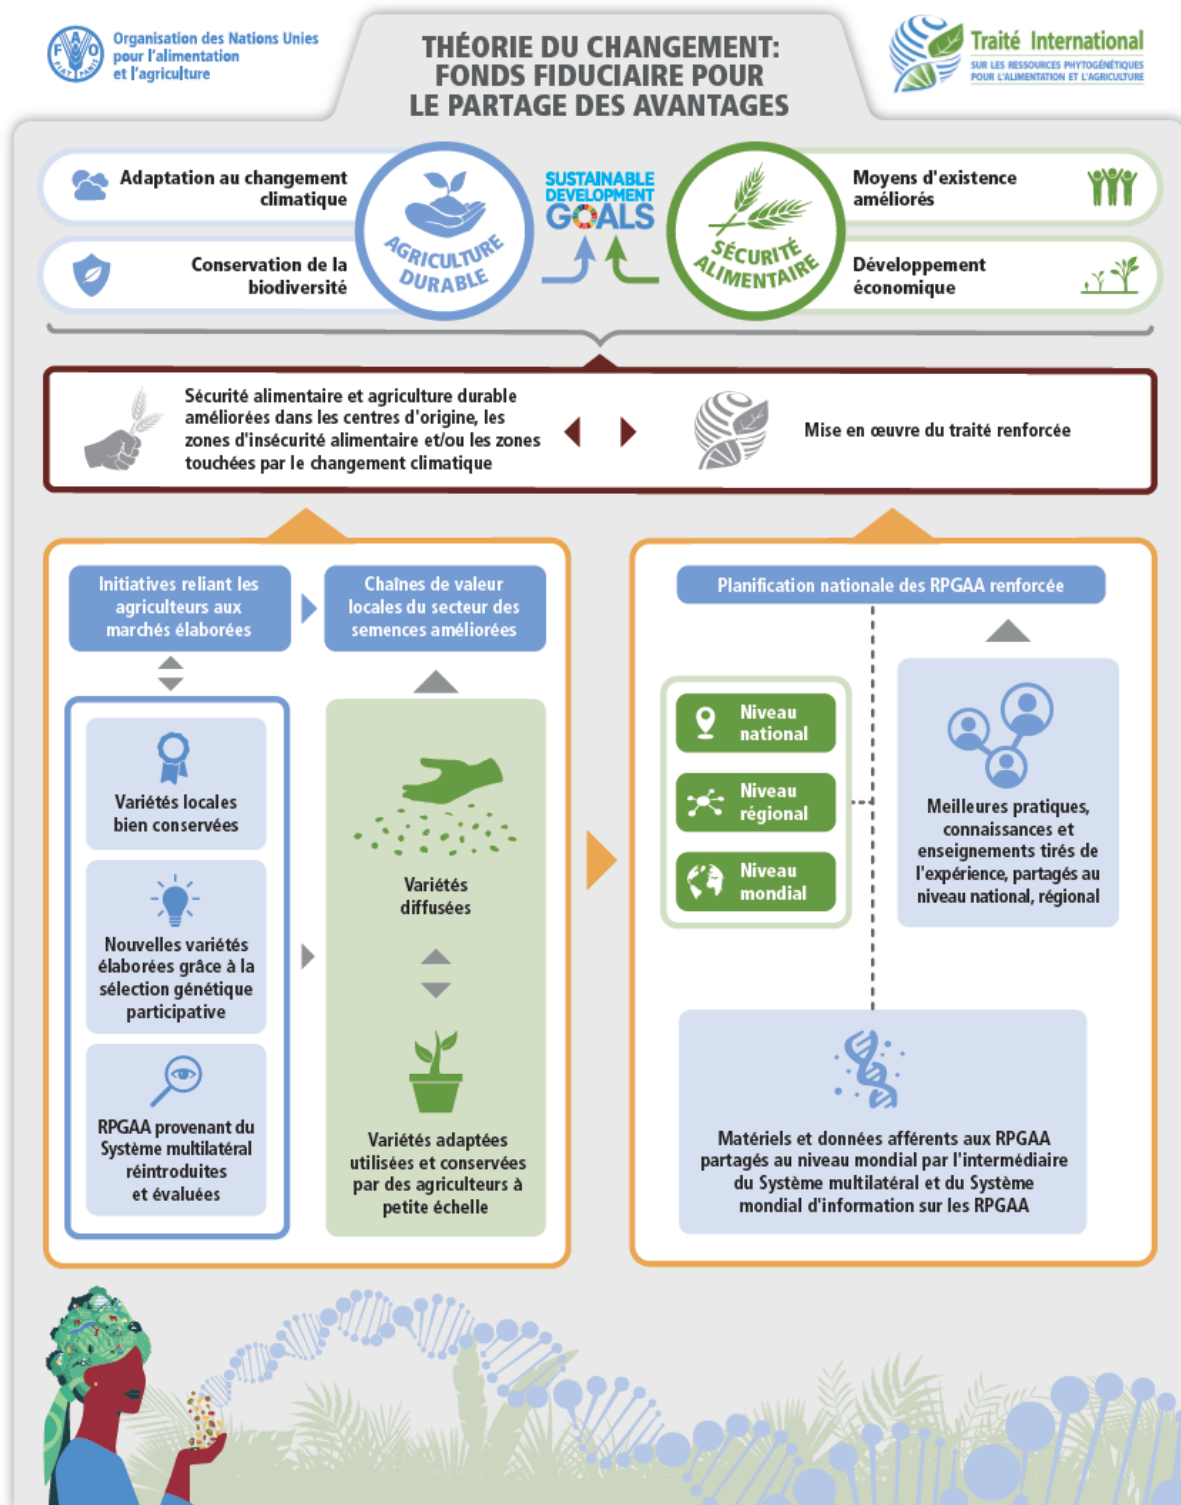 Organisation des Nations Unies
pour l'alimentation
et l'agriculture
F A O
FIAT PANIS
THÉORIE DU CHANGEMENT:
FONDS FIDUCIAIRE POUR
LE PARTAGE DES AVANTAGES
Traité International
SUR LES RESSOURCES PHYTOGÉNÉTIQUES
POUR L'ALIMENTATION ET L'AGRICULTURE
Adaptation au changement
climatique
Conservation de la
biodiversité
AGRICULTURE
DURABLE
SUSTAINABLE
DEVELOPMENT
GOALS
SÉCURITÉ
ALIMENTAIRE
Moyens d'existence
améliorés
Développement
économique
Sécurité alimentaire et agriculture durable
améliorées dans les centres d'origine, les
zones d'insécurité alimentaire et/ou les zones
touchées par le changement climatique
Mise en œuvre du traité renforcée
Initiatives reliant les
agriculteurs aux
marchés élaborées
Chaînes de valeur
locales du secteur des
semences améliorées
Variétés locales
bien conservées
Nouvelles variétés
élaborées grâce à la
sélection génétique
participative
RPGAA provenant du
Système multilatéral
réintroduites
et évaluées
Variétés
diffusées
Variétés adaptées
utilisées et conservées
par des agriculteurs à
petite échelle
Planification nationale des RPGAA renforcée
Niveau
national
Niveau
régional
Niveau
mondial
Meilleures pratiques,
connaissances et
enseignements tirés de
l'expérience, partagés au
niveau national, régional
Matériels et données afférents aux RPGAA
partagés au niveau mondial par l'intermédiaire
du Système multilatéral et du Système
mondial d'information sur les RPGAA